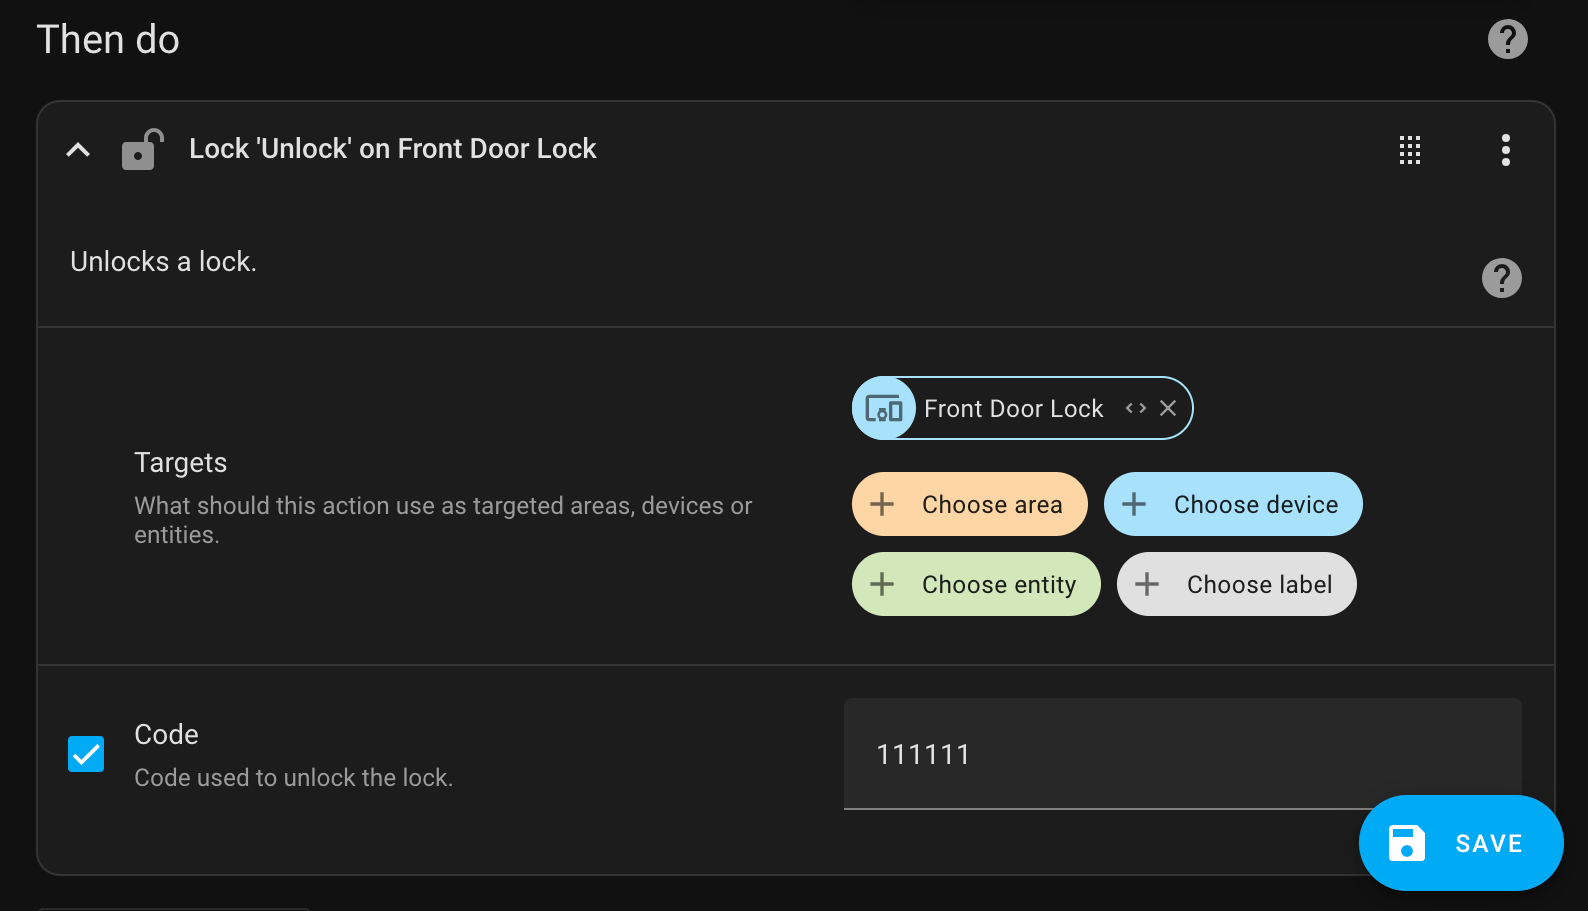 Then do
Lock 'Unlock' on Front Door Lock
Unlocks a lock.
Front Door Lock
Targets
What should this action use as targeted areas, devices or
entities.
Choose area
Choose device
Choose entity
Choose label
Code
Code used to unlock the lock.
111111
SAVE